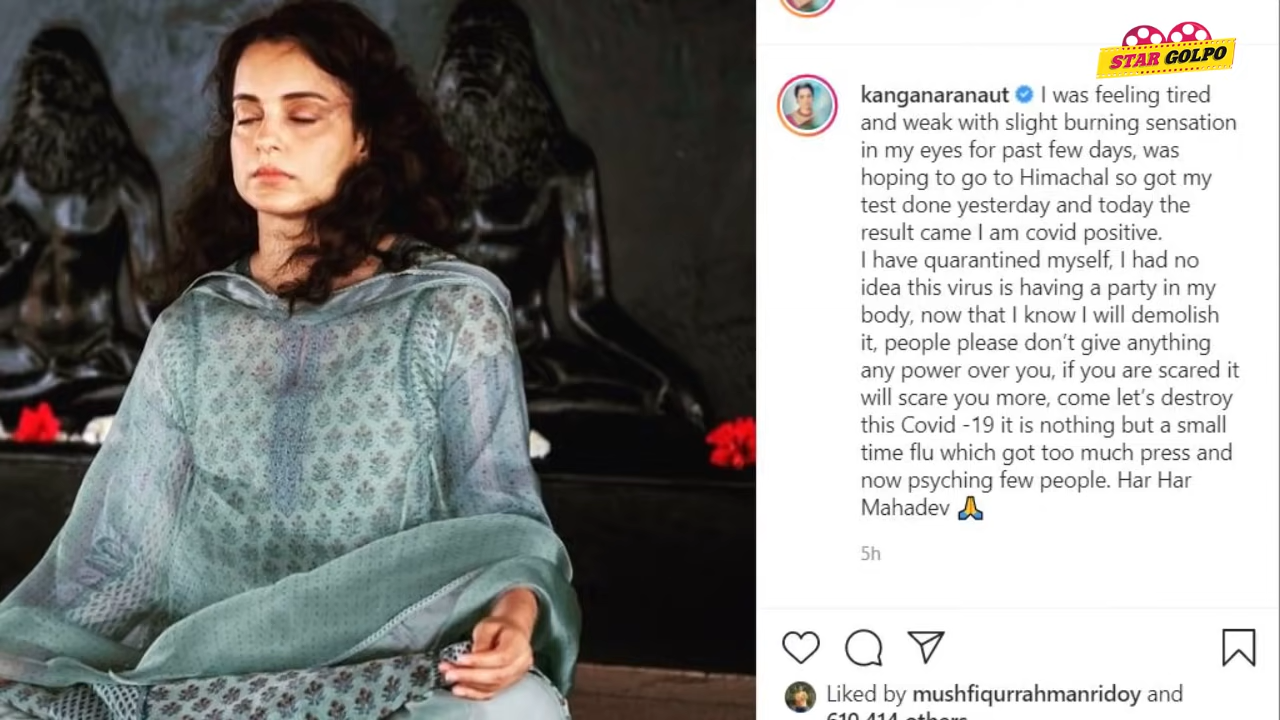 STAR GOLPO
kanganaranaut I was feeling tired
and weak with slight burning sensation
in my eyes for past few days, was
hoping to go to Himachal so got my
test done yesterday and today the
result came I am covid positive.
I have quarantined myself, I had no
idea this virus is having a party in my
body, now that I know I will demolish
it, people please don’t give anything
any power over you, if you are scared it
will scare you more, come let’s destroy
this Covid -19 it is nothing but a small
time flu which got too much press and
now psyching few people. Har Har
Mahadev 🙏
5h
Liked by mushfiqurrahmanridoy and
610,414 others